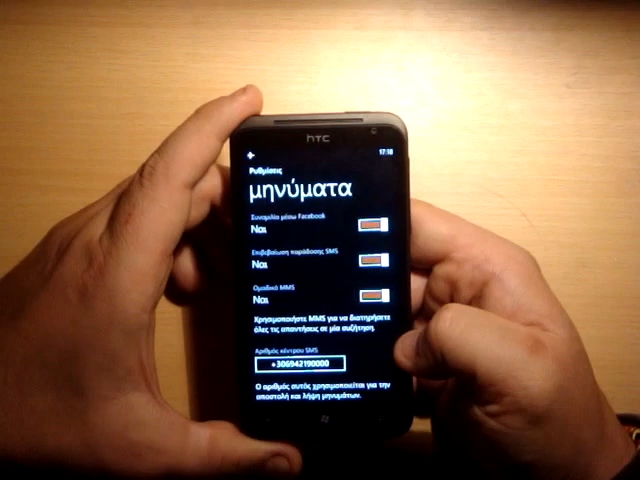 hTC
17:18
Ρυθμίσεις
μηνύματα
Συνομιλία μέσω Facebook
Ναι
Επιβεβαίωση παράδοσης SMS
Ναι
Ομαδικά MMS
Ναι
Χρησιμοποιήστε MMS για να διατηρήσετε
όλες τις απαντήσεις σε μία συζήτηση.
Αριθμός κέντρου SMS
+306942190000
Ο αριθμός αυτός χρησιμοποιείται για την
αποστολή και λήψη μηνυμάτων.